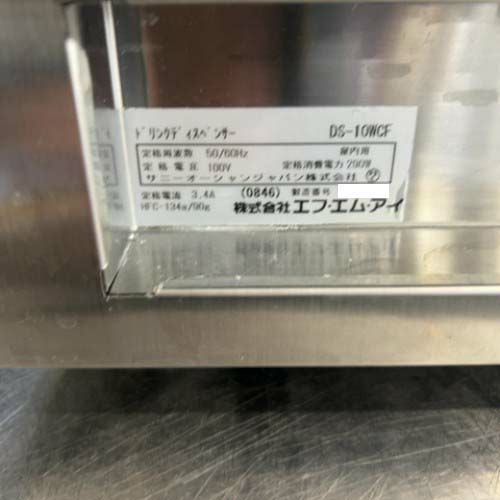 ドリンクディスペンサー DS-10WCF
定格周波数 50/60Hz 屋内用
定格電圧 100V 定格消費電力 290W
サニーオーシャンジャパン株式会社 サ
定格電流 3.4A (0846) 製造番号
HFC-134a/90g 株式会社エフ・エム・アイ